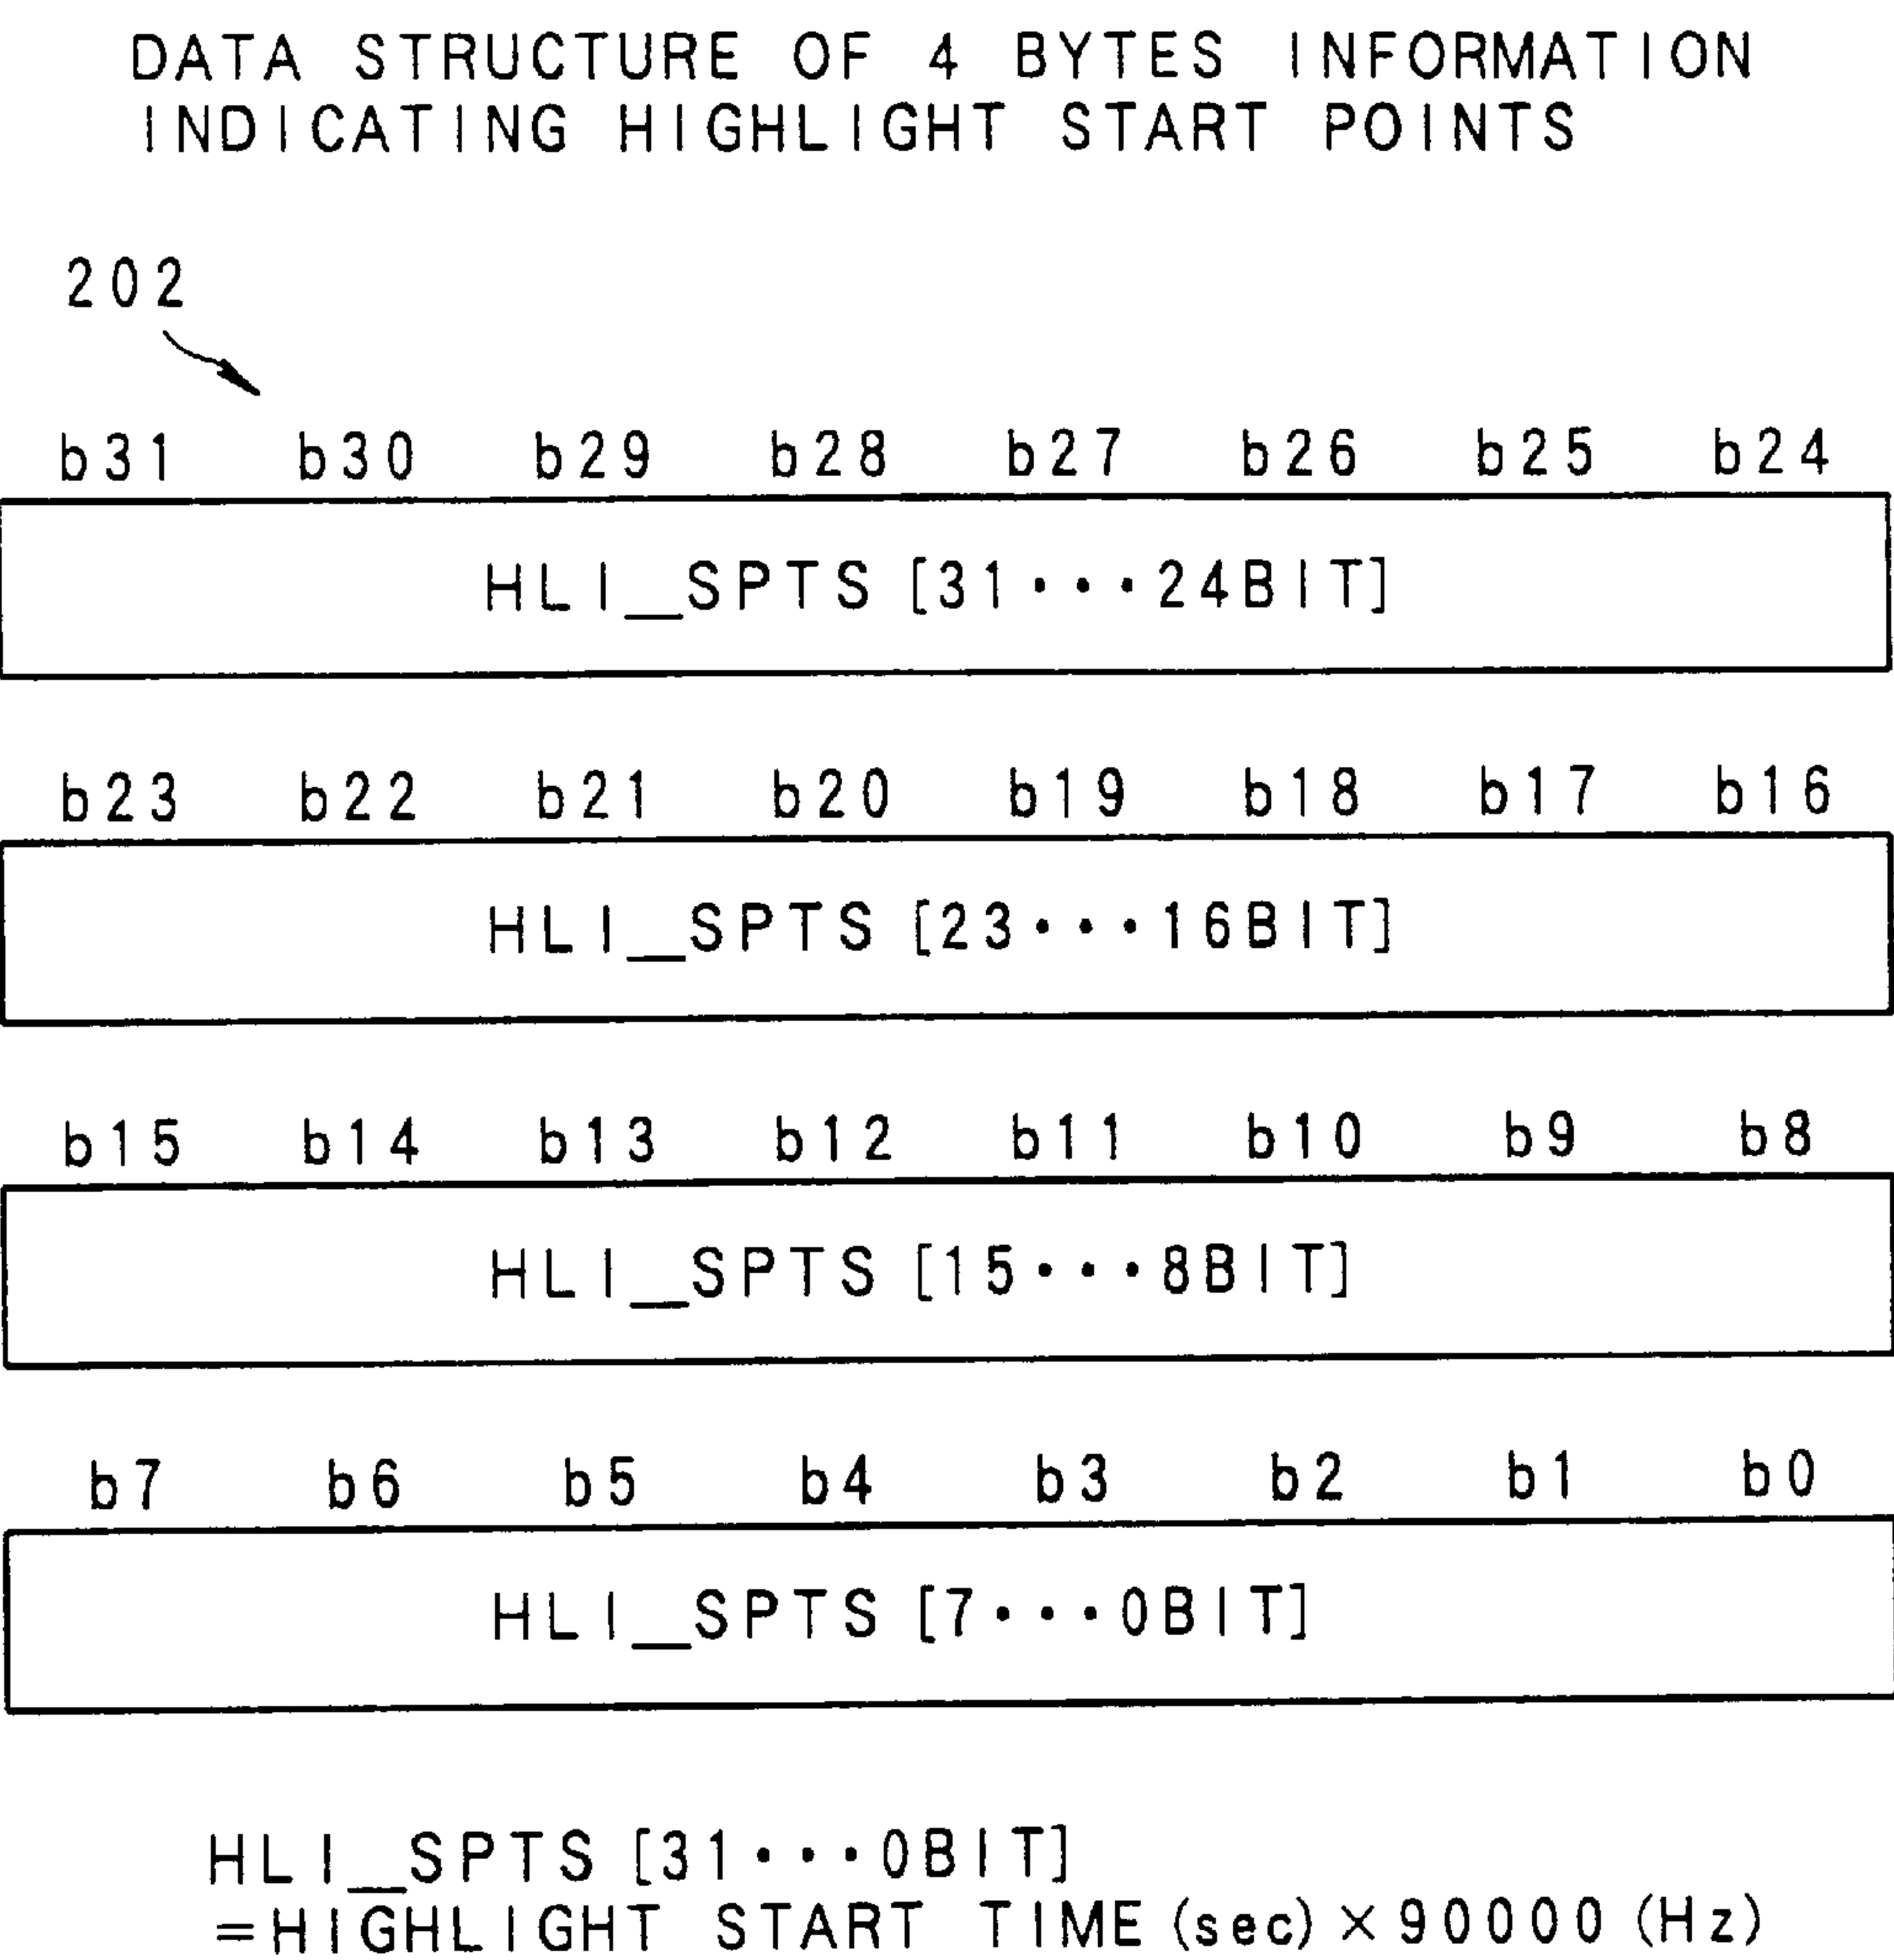 DATA STRUCTURE OF 4 BYTES INFORMATION
INDICATING HIGHLIGHT START POINTS
202
b31 b30 b29 b28 b27 b26 b25 b24
HLI_SPTS [31···24BIT]
b23 b22 b21 b20 b19 b18 b17 b16
HLI_SPTS [23···16BIT]
b15 b14 b13 b12 b11 b10 b9 b8
HLI_SPTS [15···8BIT]
b7 b6 b5 b4 b3 b2 b1 b0
HLI_SPTS [7···0BIT]
HLI_SPTS [31···0BIT]
=HIGHLIGHT START TIME (sec) ×90000 (Hz)